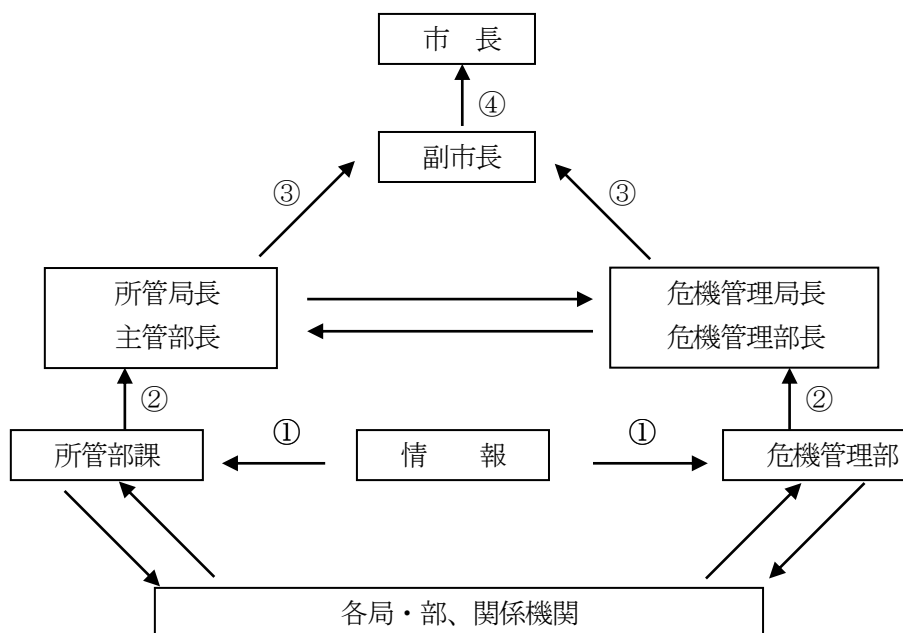 市　長
④
副市長
③
③
所管局長
主管部長
危機管理局長
危機管理部長
②
②
所管部課
①
情　　報
①
危機管理部
各局・部、関係機関